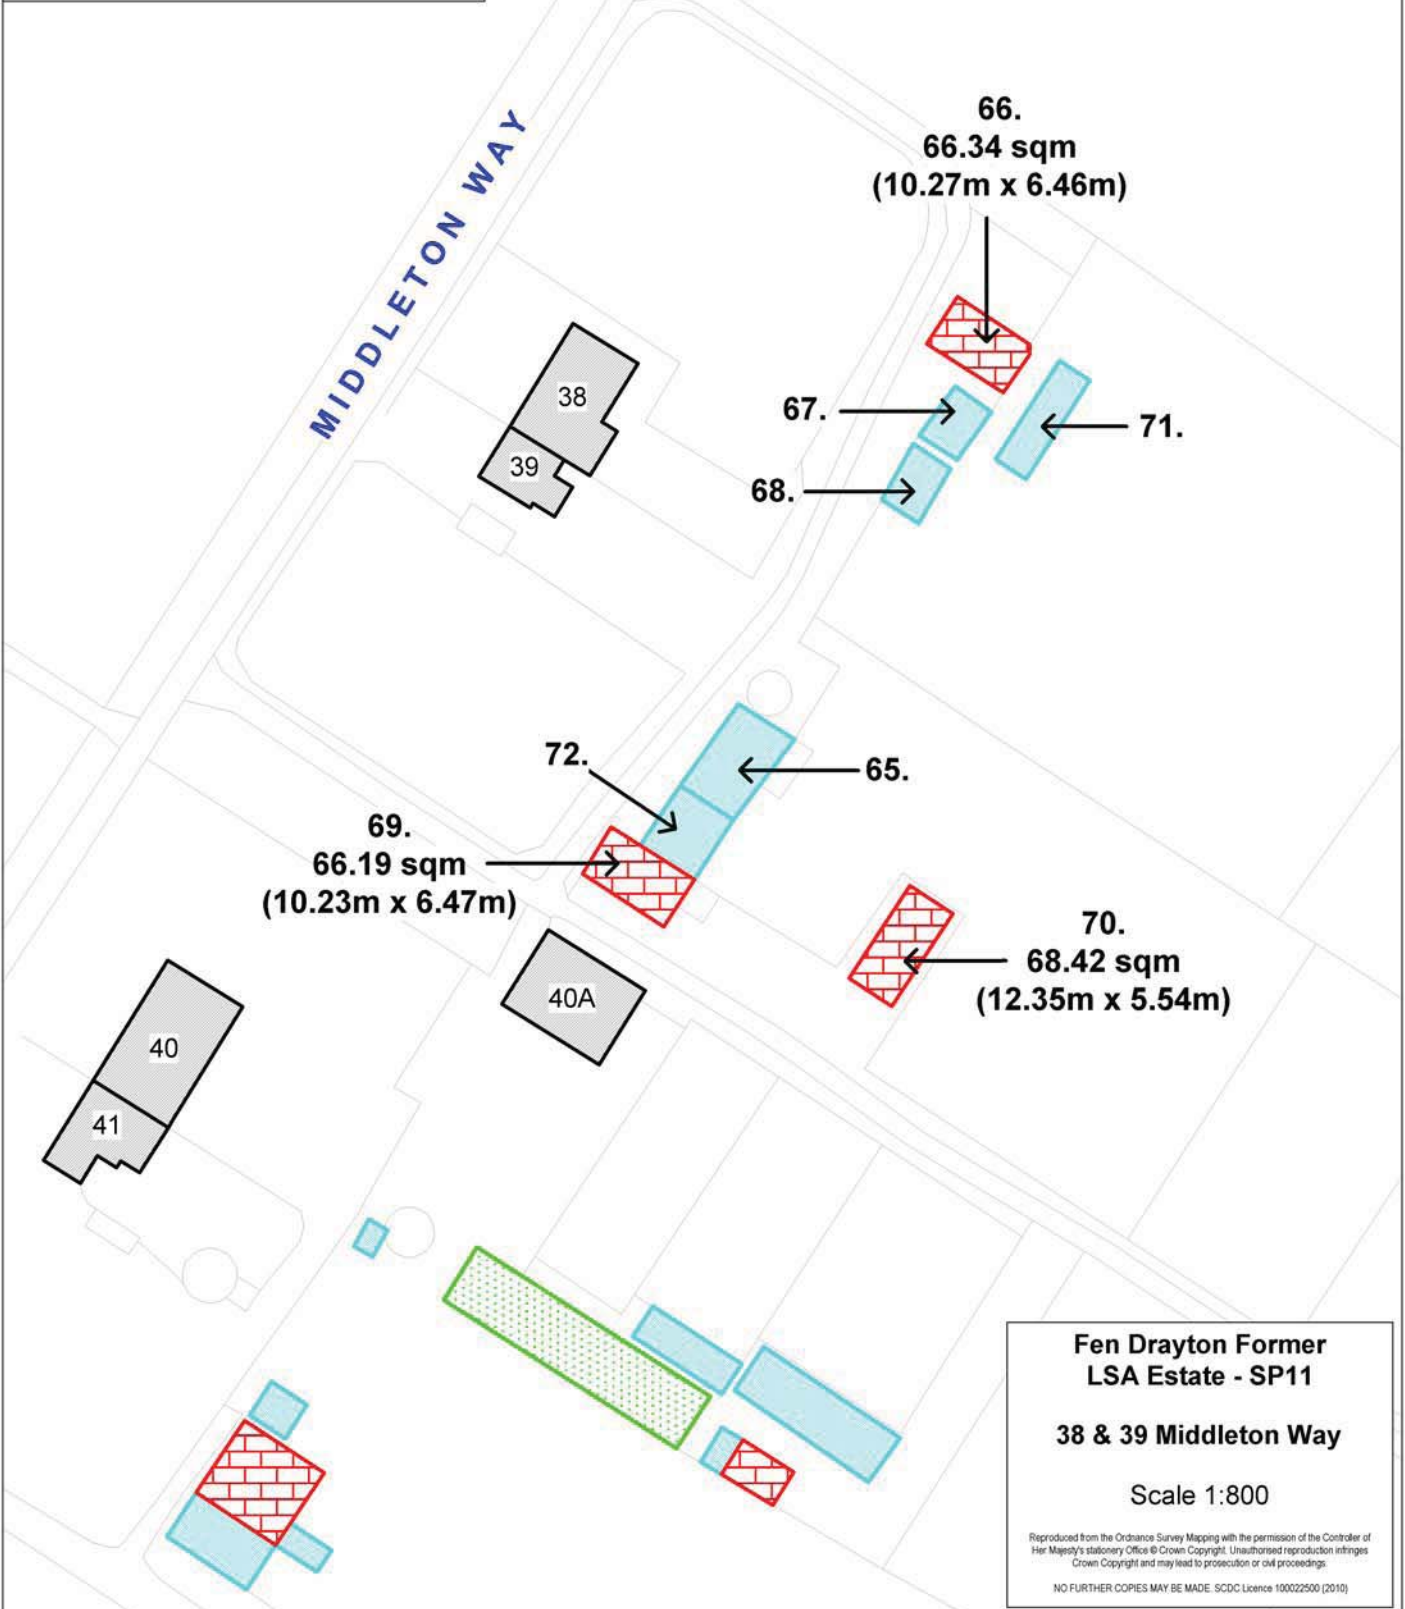 MIDDLETON WAY
66.
66.34 sqm
(10.27m x 6.46m)
38
39
67.
71.
68.
72.
65.
69.
66.19 sqm
(10.23m x 6.47m)
70.
68.42 sqm
(12.35m x 5.54m)
40A
40
41
Fen Drayton Former
LSA Estate - SP11
38 & 39 Middleton Way
Scale 1:800
Reproduced from the Ordnance Survey Mapping with the permission of the Controller of
Her Majesty's stationery Office © Crown Copyright. Unauthorised reproduction infringes
Crown Copyright and may lead to prosecution or civil proceedings.
NO FURTHER COPIES MAY BE MADE. SCDC Licence 100022500 (2010)